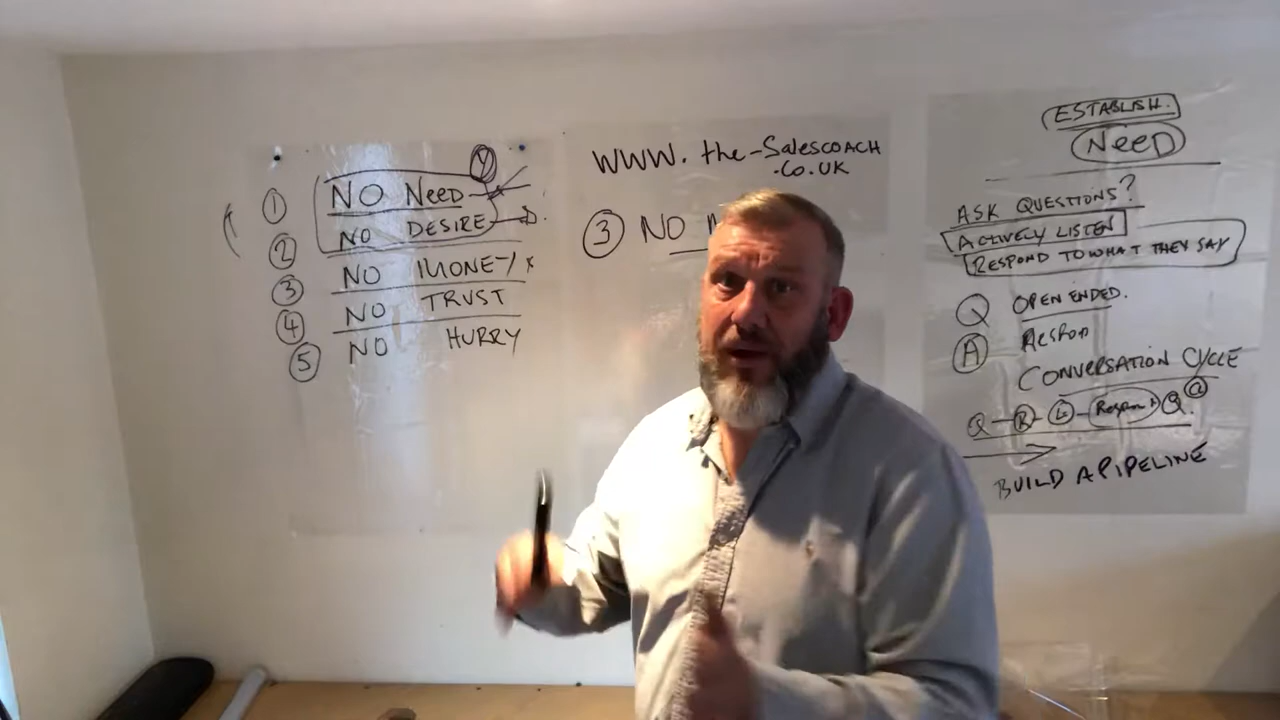 ① NO NEED
② NO DESIRE
③ NO MONEY x
④ NO TRUST
⑤ NO HURRY
WWW. the-SalesCOACH
.CO.UK
③ NO
ESTABLISH.
NEED
ASK QUESTIONS?
ACTIVELY LISTEN
RESPOND TO WHAT THEY SAY
Q OPEN ENDED.
A
CONVERSATION CYCLE
Q - R - L - Q Q
BUILD A PIPELINE